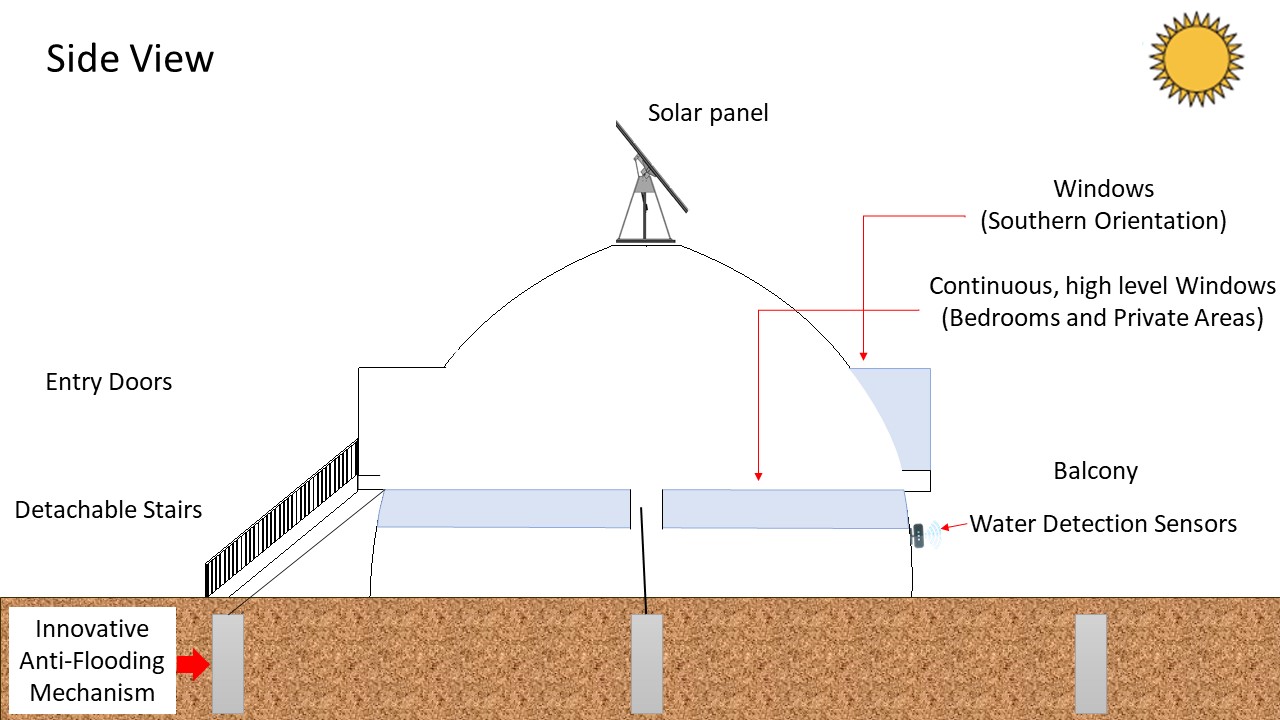 Side View
Solar panel
Windows
(Southern Orientation)
Continuous, high level Windows
(Bedrooms and Private Areas)
Entry Doors
Balcony
Detachable Stairs
Water Detection Sensors
Innovative
Anti-Flooding
Mechanism